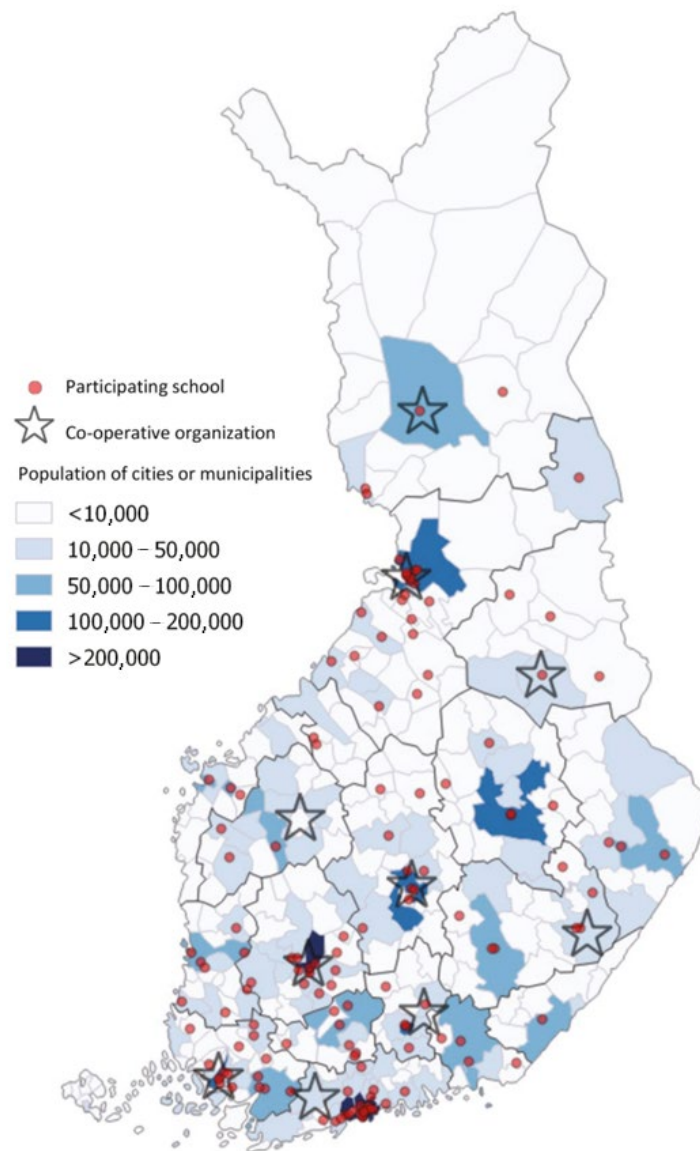 Participating school
Co-operative organization
Population of cities or municipalities
<10,000
10,000 – 50,000
50,000 – 100,000
100,000 – 200,000
>200,000